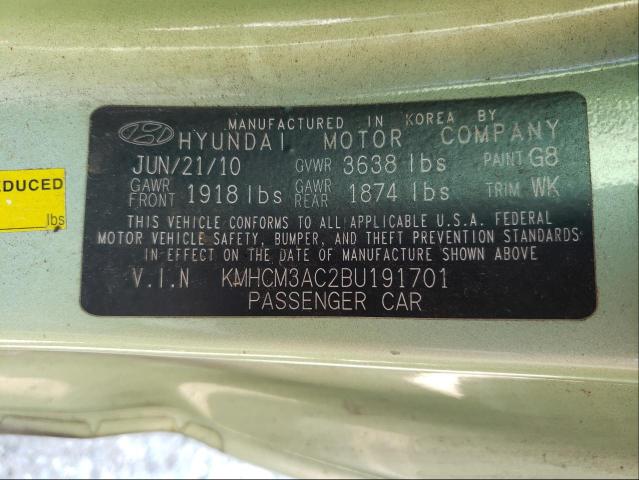 MANUFACTURED IN KOREA BY
HYUNDAI MOTOR COMPANY
JUN/21/10 GVWR 3638 lbs PAINT G8
GAWR FRONT 1918 lbs GAWR REAR 1874 lbs TRIM WK
THIS VEHICLE CONFORMS TO ALL APPLICABLE U.S.A. FEDERAL
MOTOR VEHICLE SAFETY, BUMPER, AND THEFT PREVENTION STANDARDS
IN EFFECT ON THE DATE OF MANUFACTURE SHOWN ABOVE.
V.I.N KMHCM3AC2BU191701
PASSENGER CAR
EDUCED
lbs